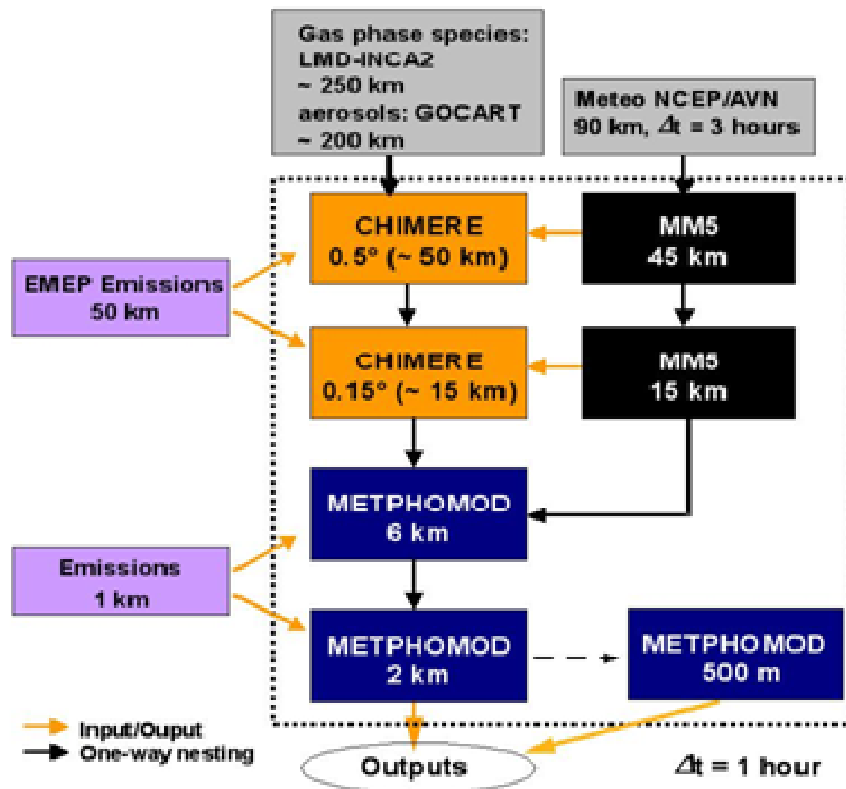 Gas phase species:
LMD-INCA2
~ 250 km
aerosols: GOCART
~ 200 km
Meteo NCEP/AVN
90 km, Δt = 3 hours
CHIMERE
0.5° (~ 50 km)
MM5
45 km
EMEP Emissions
50 km
CHIMERE
0.15° (~ 15 km)
MM5
15 km
METPHOMOD
6 km
Emissions
1 km
METPHOMOD
2 km
METPHOMOD
500 m
Input/Ouput
One-way nesting
Outputs
Δt = 1 hour